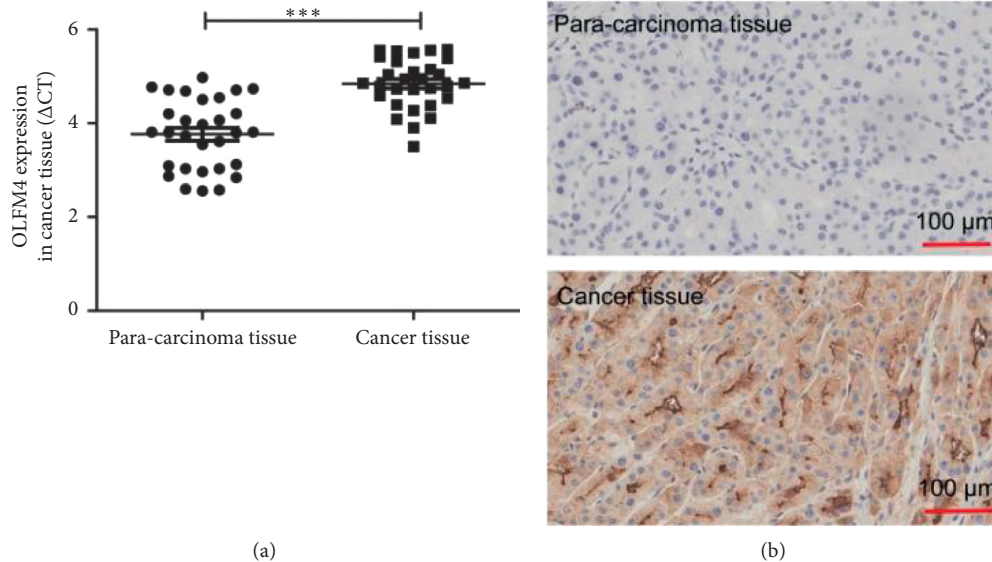 ***
6
4
2
0
OLFM4 expression
in cancer tissue (ΔCT)
Para-carcinoma tissue
Cancer tissue
(a)
Para-carcinoma tissue
100 μm
Cancer tissue
100 μm
(b)